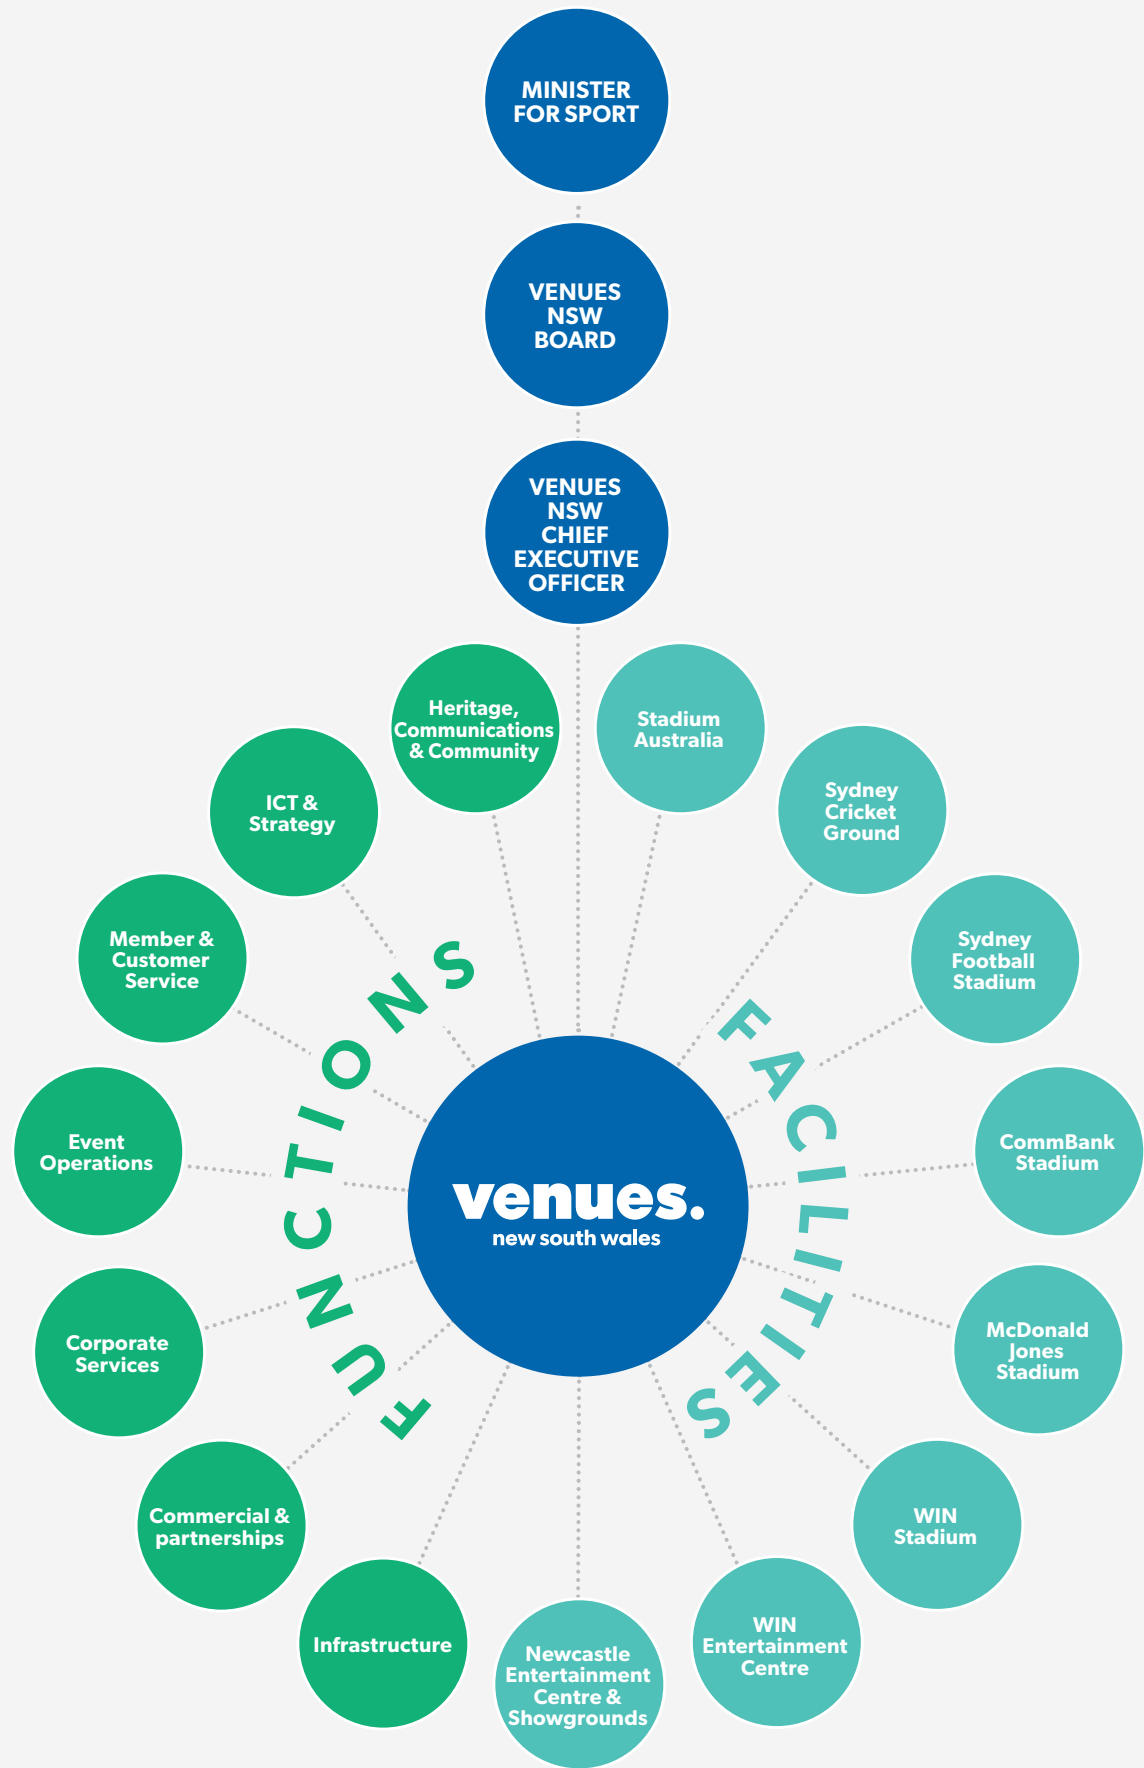 MINISTER
FOR SPORT
VENUES
NSW
BOARD
VENUES
NSW
CHIEF
EXECUTIVE
OFFICER
Heritage,
Communications
& Community
Stadium
Australia
ICT &
Strategy
Sydney
Cricket
Ground
Member &
Customer
Service
Sydney
Football
Stadium
FUNCTIONS
FACILITIES
Event
Operations
CommBank
Stadium
venues.
new south wales
Corporate
Services
McDonald
Jones
Stadium
Commercial &
partnerships
WIN
Stadium
Infrastructure
WIN
Entertainment
Centre
Newcastle
Entertainment
Centre &
Showgrounds